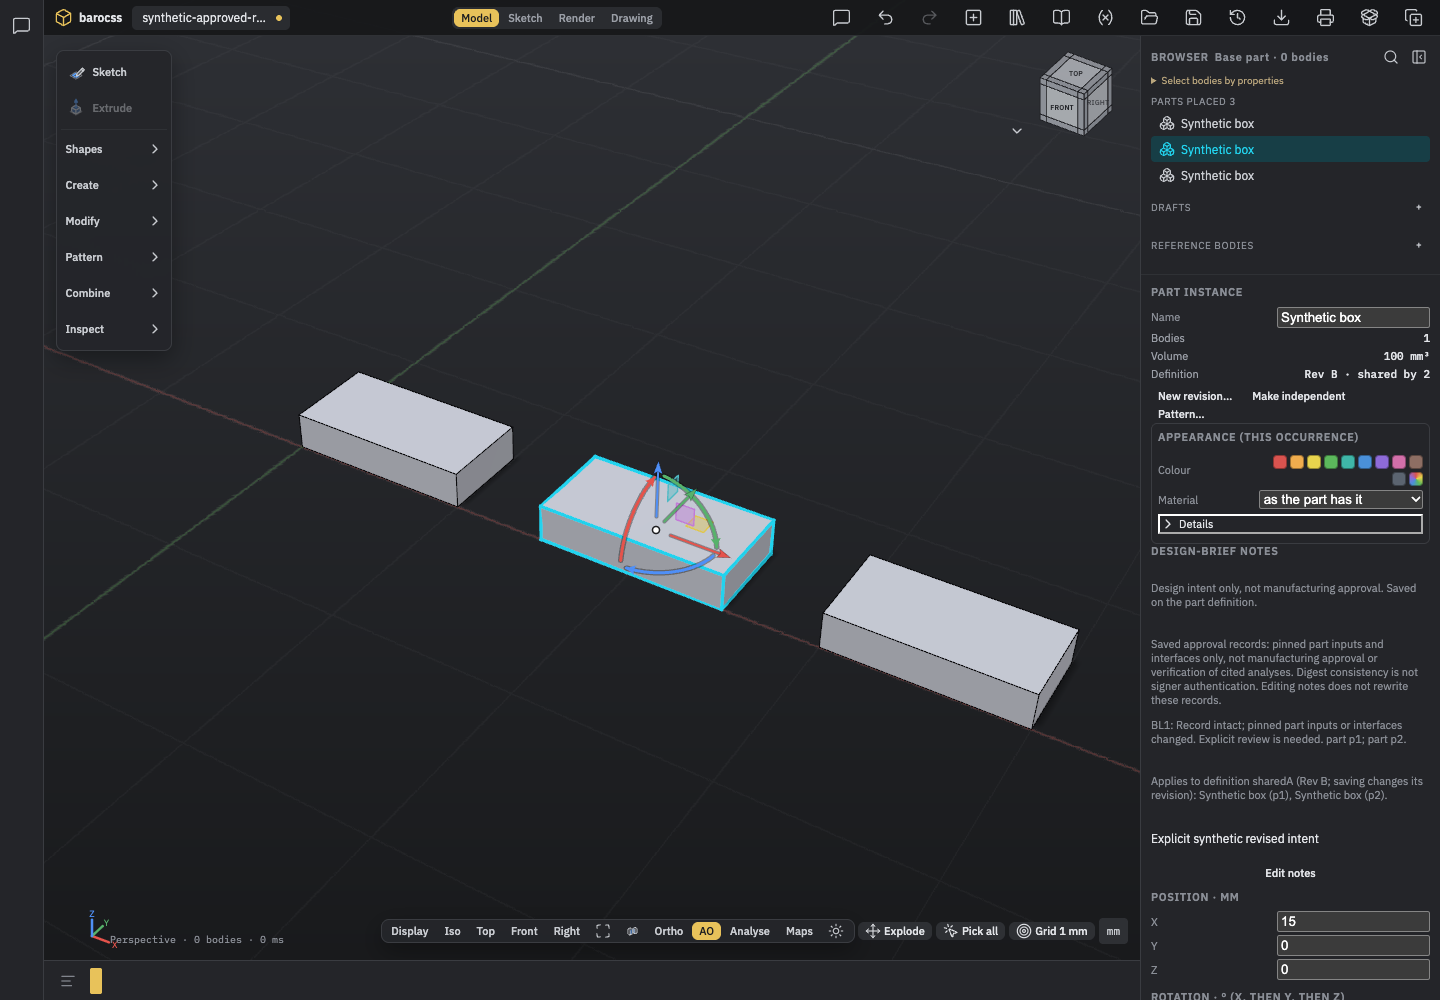 barocss
synthetic-approved-r...
Model
Sketch
Render
Drawing
Sketch
Extrude
Shapes
Create
Modify
Pattern
Combine
Inspect
TOP
FRONT
RIGHT
BROWSER Base part · 0 bodies
Select bodies by properties
PARTS PLACED 3
Synthetic box
Synthetic box
Synthetic box
DRAFTS +
REFERENCE BODIES +
PART INSTANCE
Name Synthetic box
Bodies 1
Volume 100 mm³
Definition Rev B · shared by 2
New revision... Make independent
Pattern...
APPEARANCE (THIS OCCURRENCE)
Colour
Material as the part has it
Details
DESIGN-BRIEF NOTES
Design intent only, not manufacturing approval. Saved
on the part definition.
Saved approval records: pinned part inputs and
interfaces only, not manufacturing approval or
verification of cited analyses. Digest consistency is not
signer authentication. Editing notes does not rewrite
these records.
BL1: Record intact; pinned part inputs or interfaces
changed. Explicit review is needed. part p1; part p2.
Applies to definition sharedA (Rev B; saving changes its
revision): Synthetic box (p1), Synthetic box (p2).
Explicit synthetic revised intent
Edit notes
POSITION · MM
X 15
Y 0
Z 0
ROTATION · ° (X, THEN Y, THEN Z)
Z
Y
X
Perspective · 0 bodies · 0 ms
Display
Iso
Top
Front
Right
Ortho
AO
Analyse
Maps
Explode
Pick all
Grid 1 mm
mm